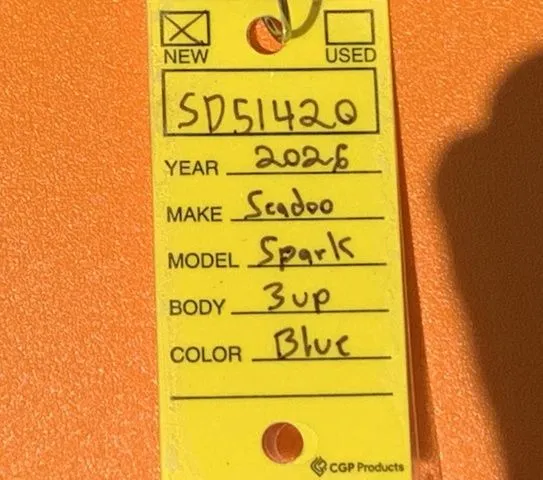 NEW USED
SD51420
YEAR 2026
MAKE Seadoo
MODEL Spark
BODY 3up
COLOR Blue
CGP Products